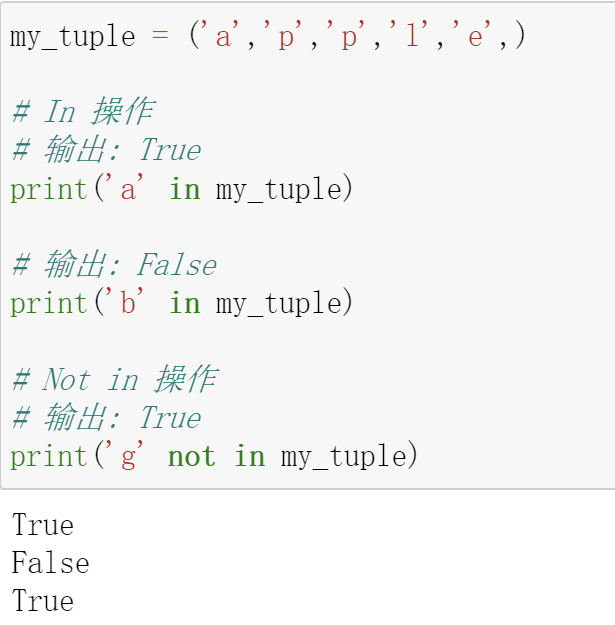 my_tuple = ('a','p','p','l','e',)
# In 操作
# 输出: True
print('a' in my_tuple)
# 输出: False
print('b' in my_tuple)
# Not in 操作
# 输出: True
print('g' not in my_tuple)
True
False
True